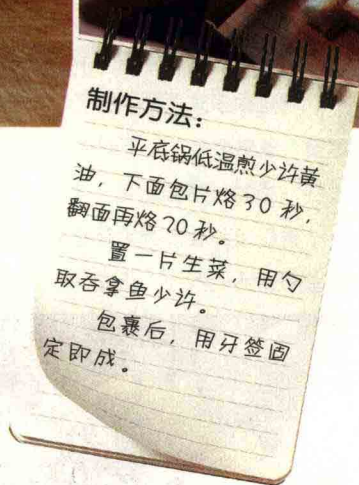 制作方法：
平底锅低温煎少许黄
油，下面包片烙30秒，
翻面再烙20秒。
置一片生菜，用勺
取吞拿鱼少许。
包裹后，用牙签固
定即成。